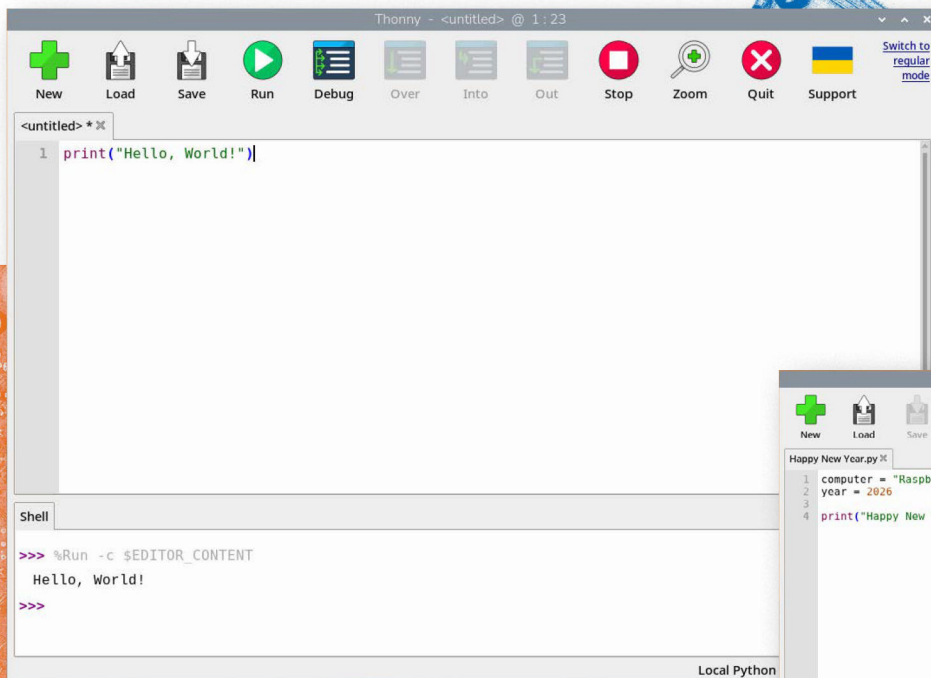 Thonny - <untitled> @ 1:23
New Load Save Run Debug Over Into Out Stop Zoom Quit Support
Switch to
regular
mode
<untitled> *
1 print("Hello, World!")
Shell
>>> %Run -c $EDITOR_CONTENT
Hello, World!
>>>
Local Python
New Load Save
Happy New Year.py
1 computer = "Raspb
2 year = 2026
3
4 print("Happy New